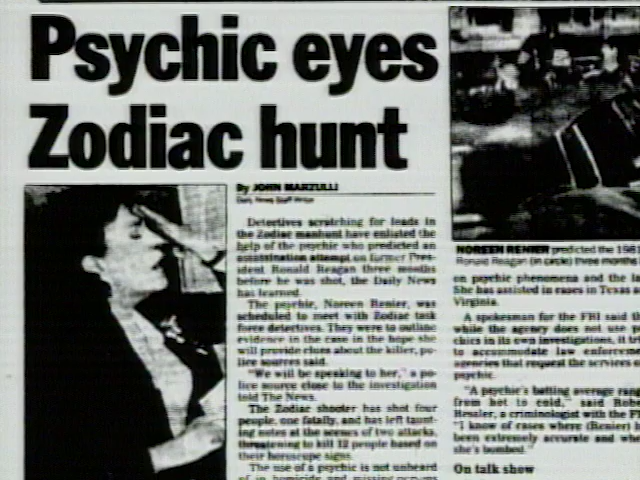 Psychic eyes
Zodiac hunt
By JOHN MARZULLI
Daily News Staff Writer
Detectives scratching for leads in
the Zodiac manhunt have enlisted the
help of the psychic who predicted an
assassination attempt on former Pres-
ident Ronald Reagan three months
before he was shot, the Daily News
has learned.
The psychic, Noreen Renier, was
scheduled to meet with Zodiac task
force detectives. They were to outline
evidence in the case in the hope she
will provide clues about the killer, po-
lice sources said.
"We will be speaking to her," a po-
lice source close to the investigation
told The News.
The Zodiac shooter has shot four
people, one fatally, and has left taunt-
ing notes at the scenes of two attacks,
threatening to kill 12 people based on
their horoscope signs.
The use of a psychic is not unheard
of in homicide and missing
NOREEN RENIER predicted the 198
Ronald Reagan (in circle) three months
on psychic phenomena and the
She has assisted in cases in Texas
Virginia.
A spokesman for the FBI said th
while the agency does not use p
chics in its own investigations, it tri
to accommodate law enforcem
agencies that request the services
psychic.
"A psychic's batting average rang
from hot to cold," said Robe
Ressler, a criminologist with the F
"I know of cases where (Renier) h
been extremely accurate and wh
she's bombed."
On talk show